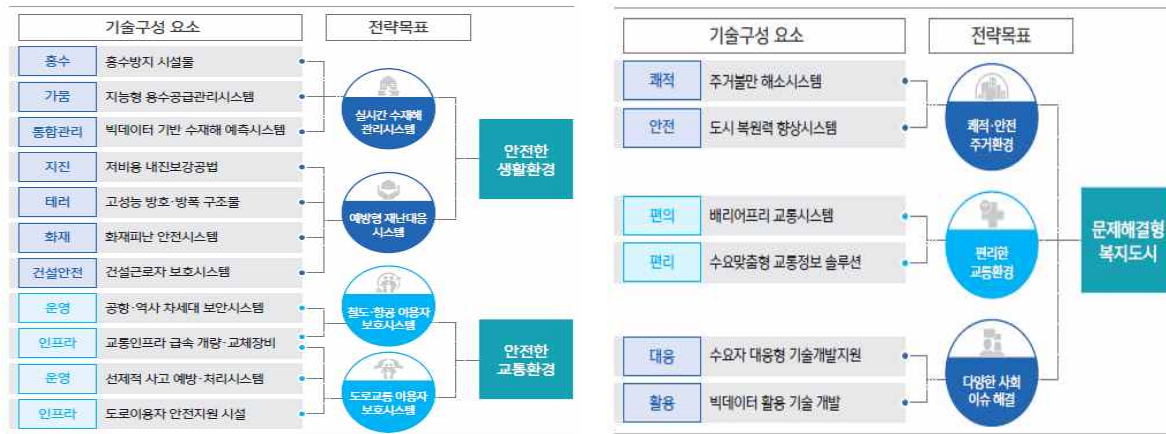 기술구성 요소
전략목표
홍수
홍수방지 시설물
가뭄
지능형 용수공급관리시스템
통합관리
빅데이터 기반 수재해 예측시스템
지진
저비용 내진보강공법
테러
고성능 방호·방폭 구조물
화재
화재피난 안전시스템
건설안전
건설근로자 보호시스템
운영
공항·역사 차세대 보안시스템
인프라
교통인프라 급속 개량·교체장비
운영
선제적 사고 예방·처리시스템
인프라
도로이용자 안전지원 시설
실시간 수재해
관리시스템
예방형 재난대응
시스템
철도·항공 이용자
보호시스템
도로교통 이용자
보호시스템
안전한
생활환경
안전한
교통환경
기술구성 요소
전략목표
쾌적
주거불만 해소시스템
안전
도시 복원력 향상시스템
편의
배리어프리 교통시스템
편리
수요맞춤형 교통정보 솔루션
대응
수요자 대응형 기술개발지원
활용
빅데이터 활용 기술 개발
쾌적·안전
주거환경
편리한
교통환경
다양한 사회
이슈 해결
문제해결형
복지도시